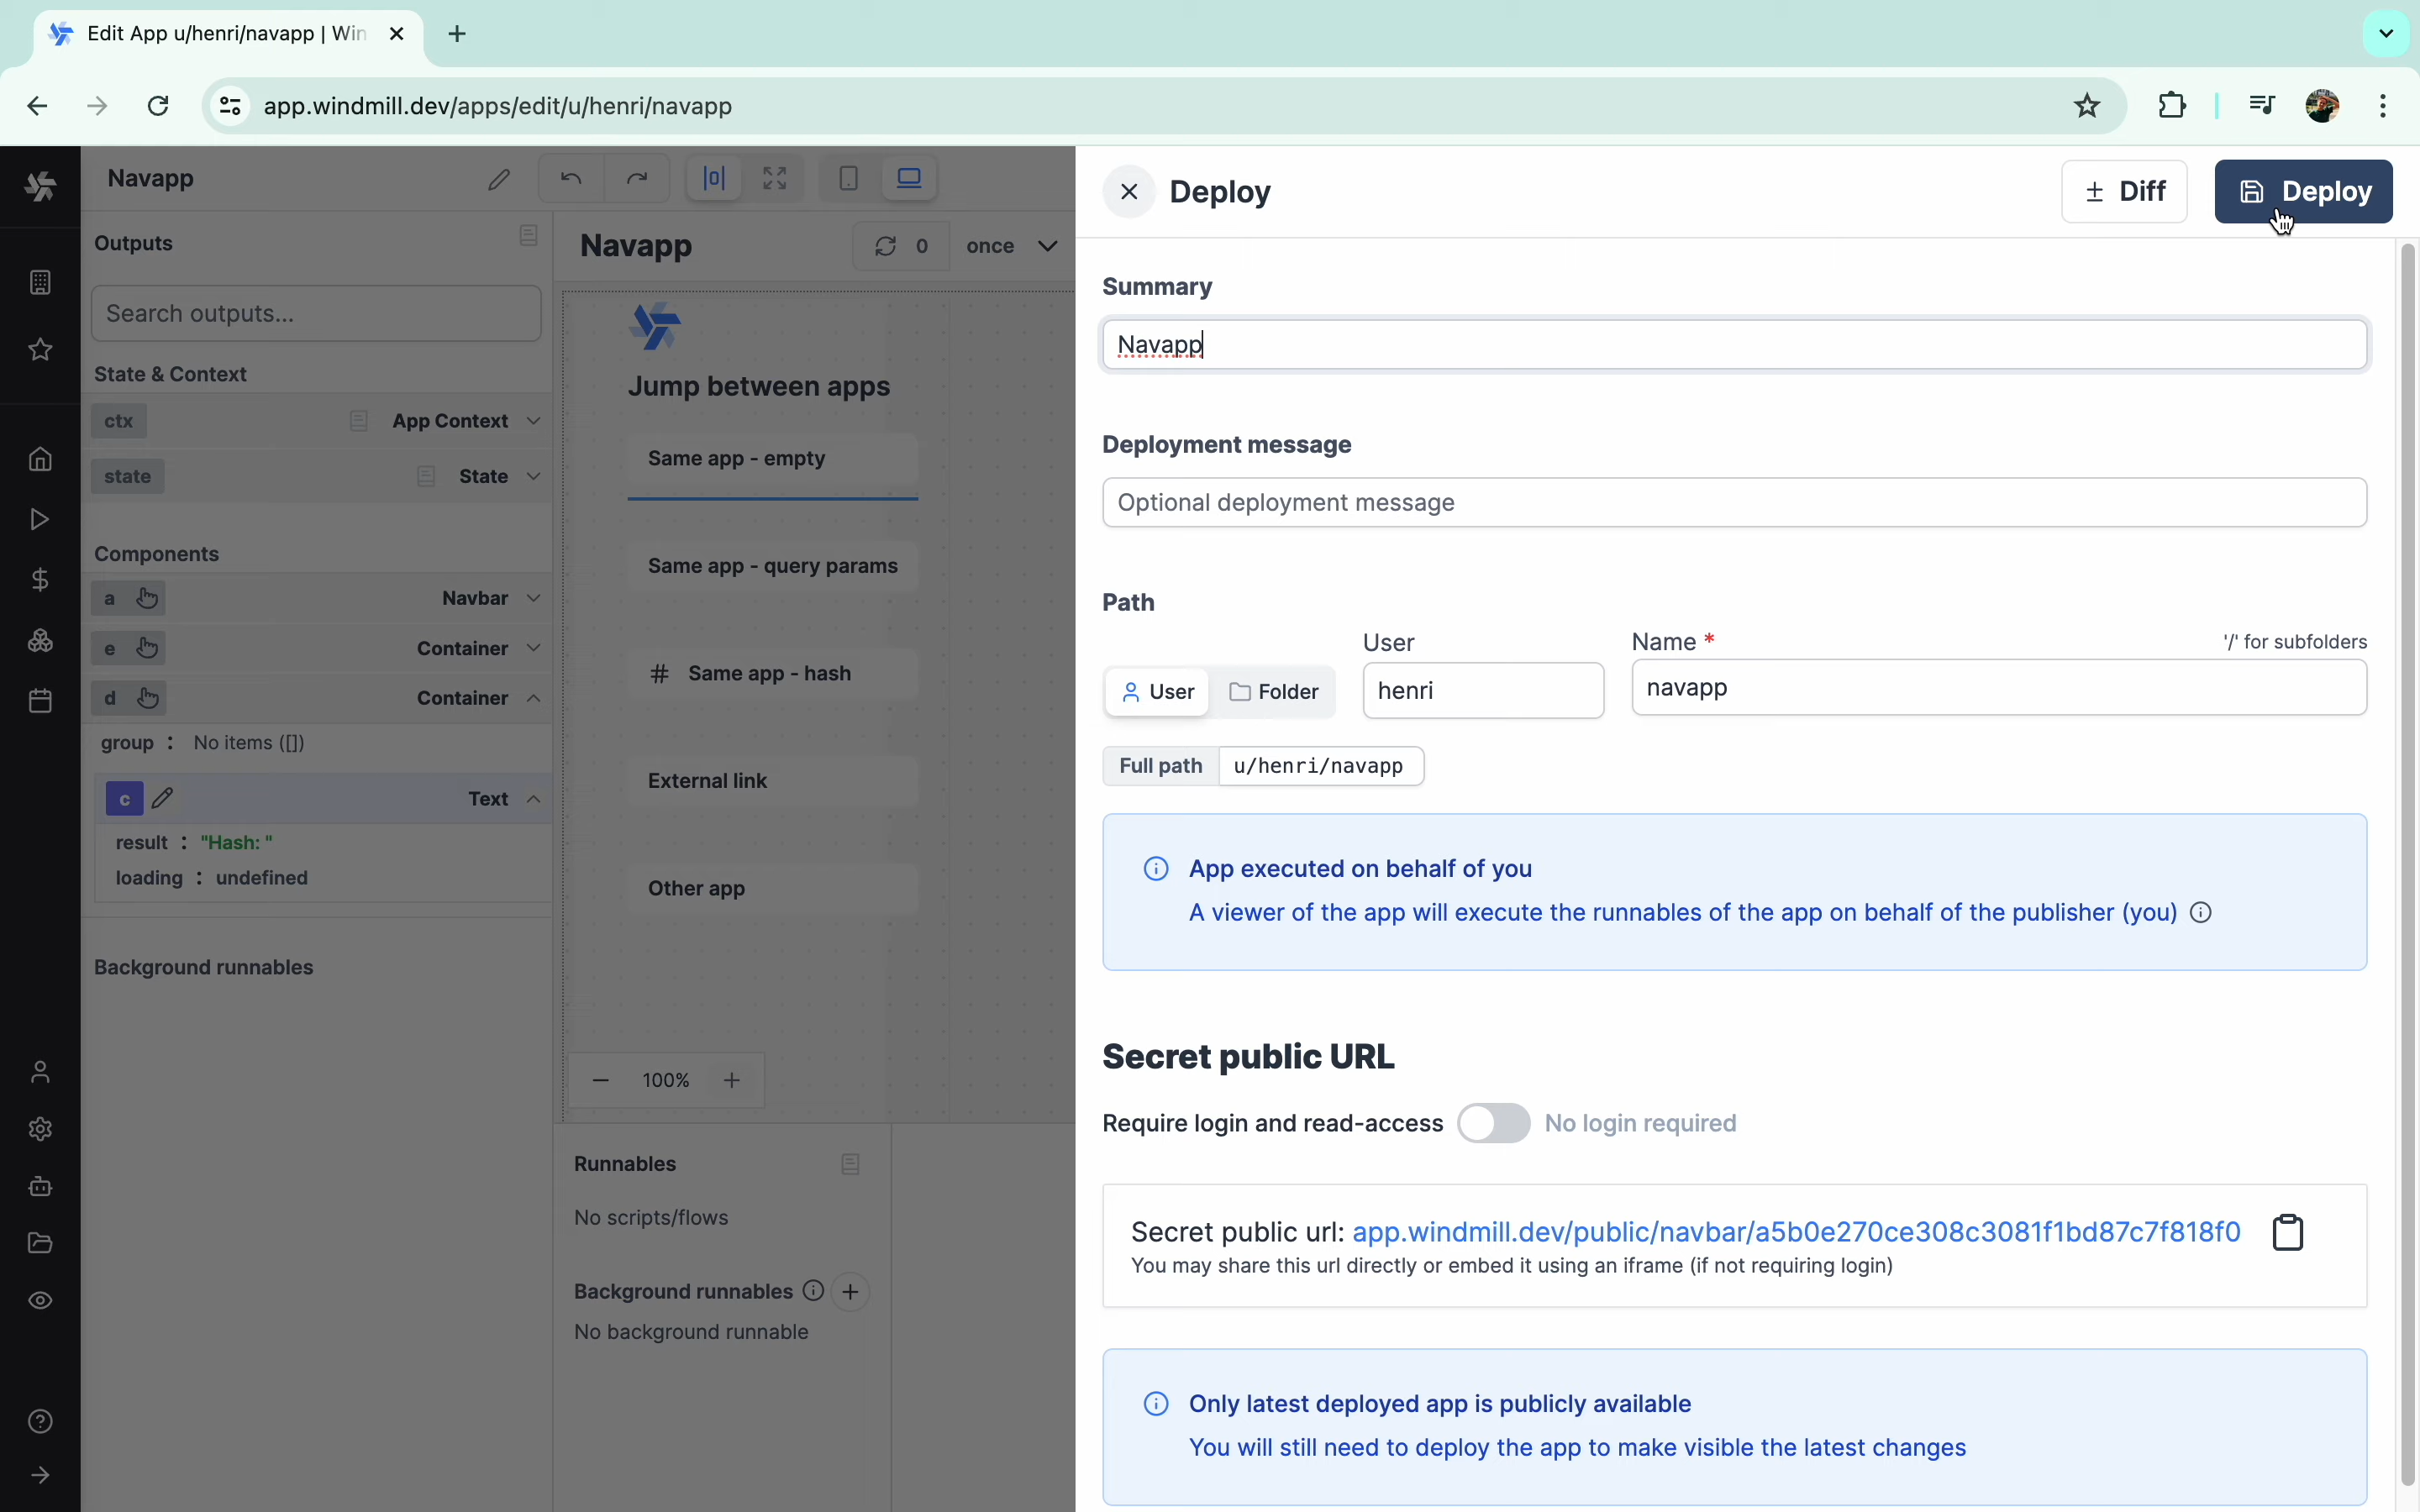 Edit App u/henri/navapp | Win
app.windmill.dev/apps/edit/u/henri/navapp
Navapp
Outputs
Search outputs...
State & Context
ctx App Context
state State
Components
a Navbar
e Container
d Container
group : No items ([])
c Text
result : "Hash: "
loading : undefined
Background runnables
Navapp 0 once
Jump between apps
Same app - empty
Same app - query params
# Same app - hash
External link
Other app
100%
Runnables
No scripts/flows
Background runnables
No background runnable
Deploy
± Diff
Deploy
Summary
Navapp
Deployment message
Optional deployment message
Path
User Name * '/' for subfolders
User Folder henri navapp
Full path u/henri/navapp
App executed on behalf of you
A viewer of the app will execute the runnables of the app on behalf of the publisher (you)
Secret public URL
Require login and read-access No login required
Secret public url: app.windmill.dev/public/navbar/a5b0e270ce308c3081f1bd87c7f818f0
You may share this url directly or embed it using an iframe (if not requiring login)
Only latest deployed app is publicly available
You will still need to deploy the app to make visible the latest changes